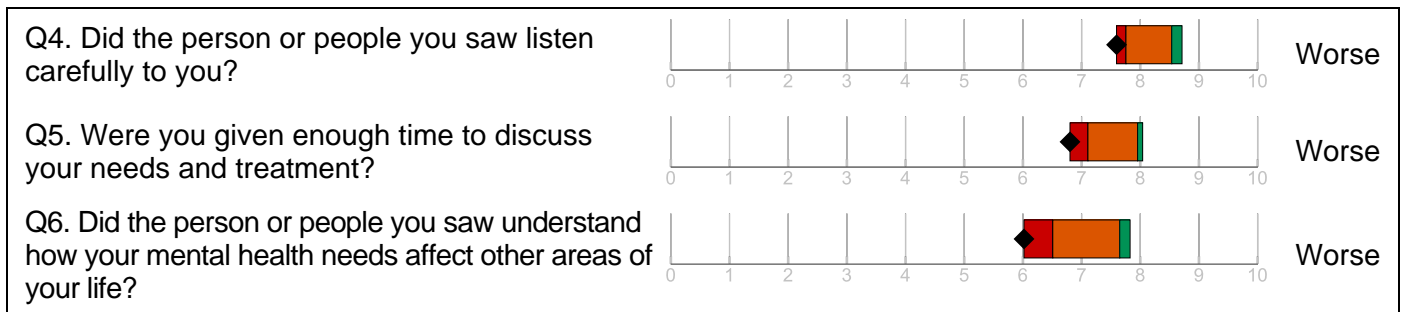 Q4. Did the person or people you saw listen
carefully to you?
0 1 2 3 4 5 6 7 8 9 10
Worse
Q5. Were you given enough time to discuss
your needs and treatment?
0 1 2 3 4 5 6 7 8 9 10
Worse
Q6. Did the person or people you saw understand
how your mental health needs affect other areas of
your life?
0 1 2 3 4 5 6 7 8 9 10
Worse